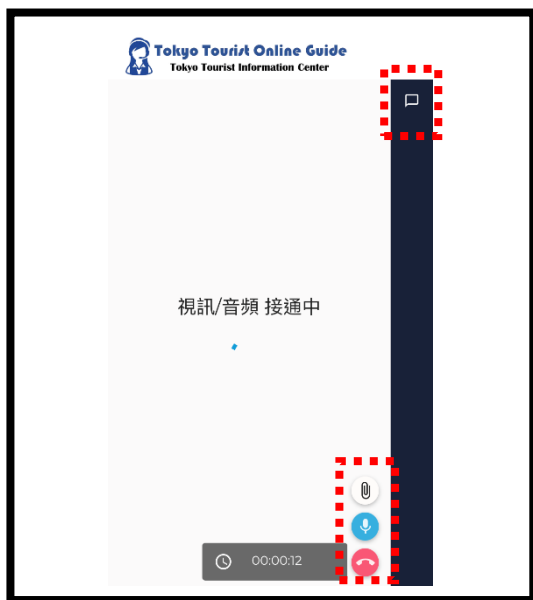 Tokyo Tourist Online Guide
Tokyo Tourist Information Center
視訊/音頻 接通中
00:00:12